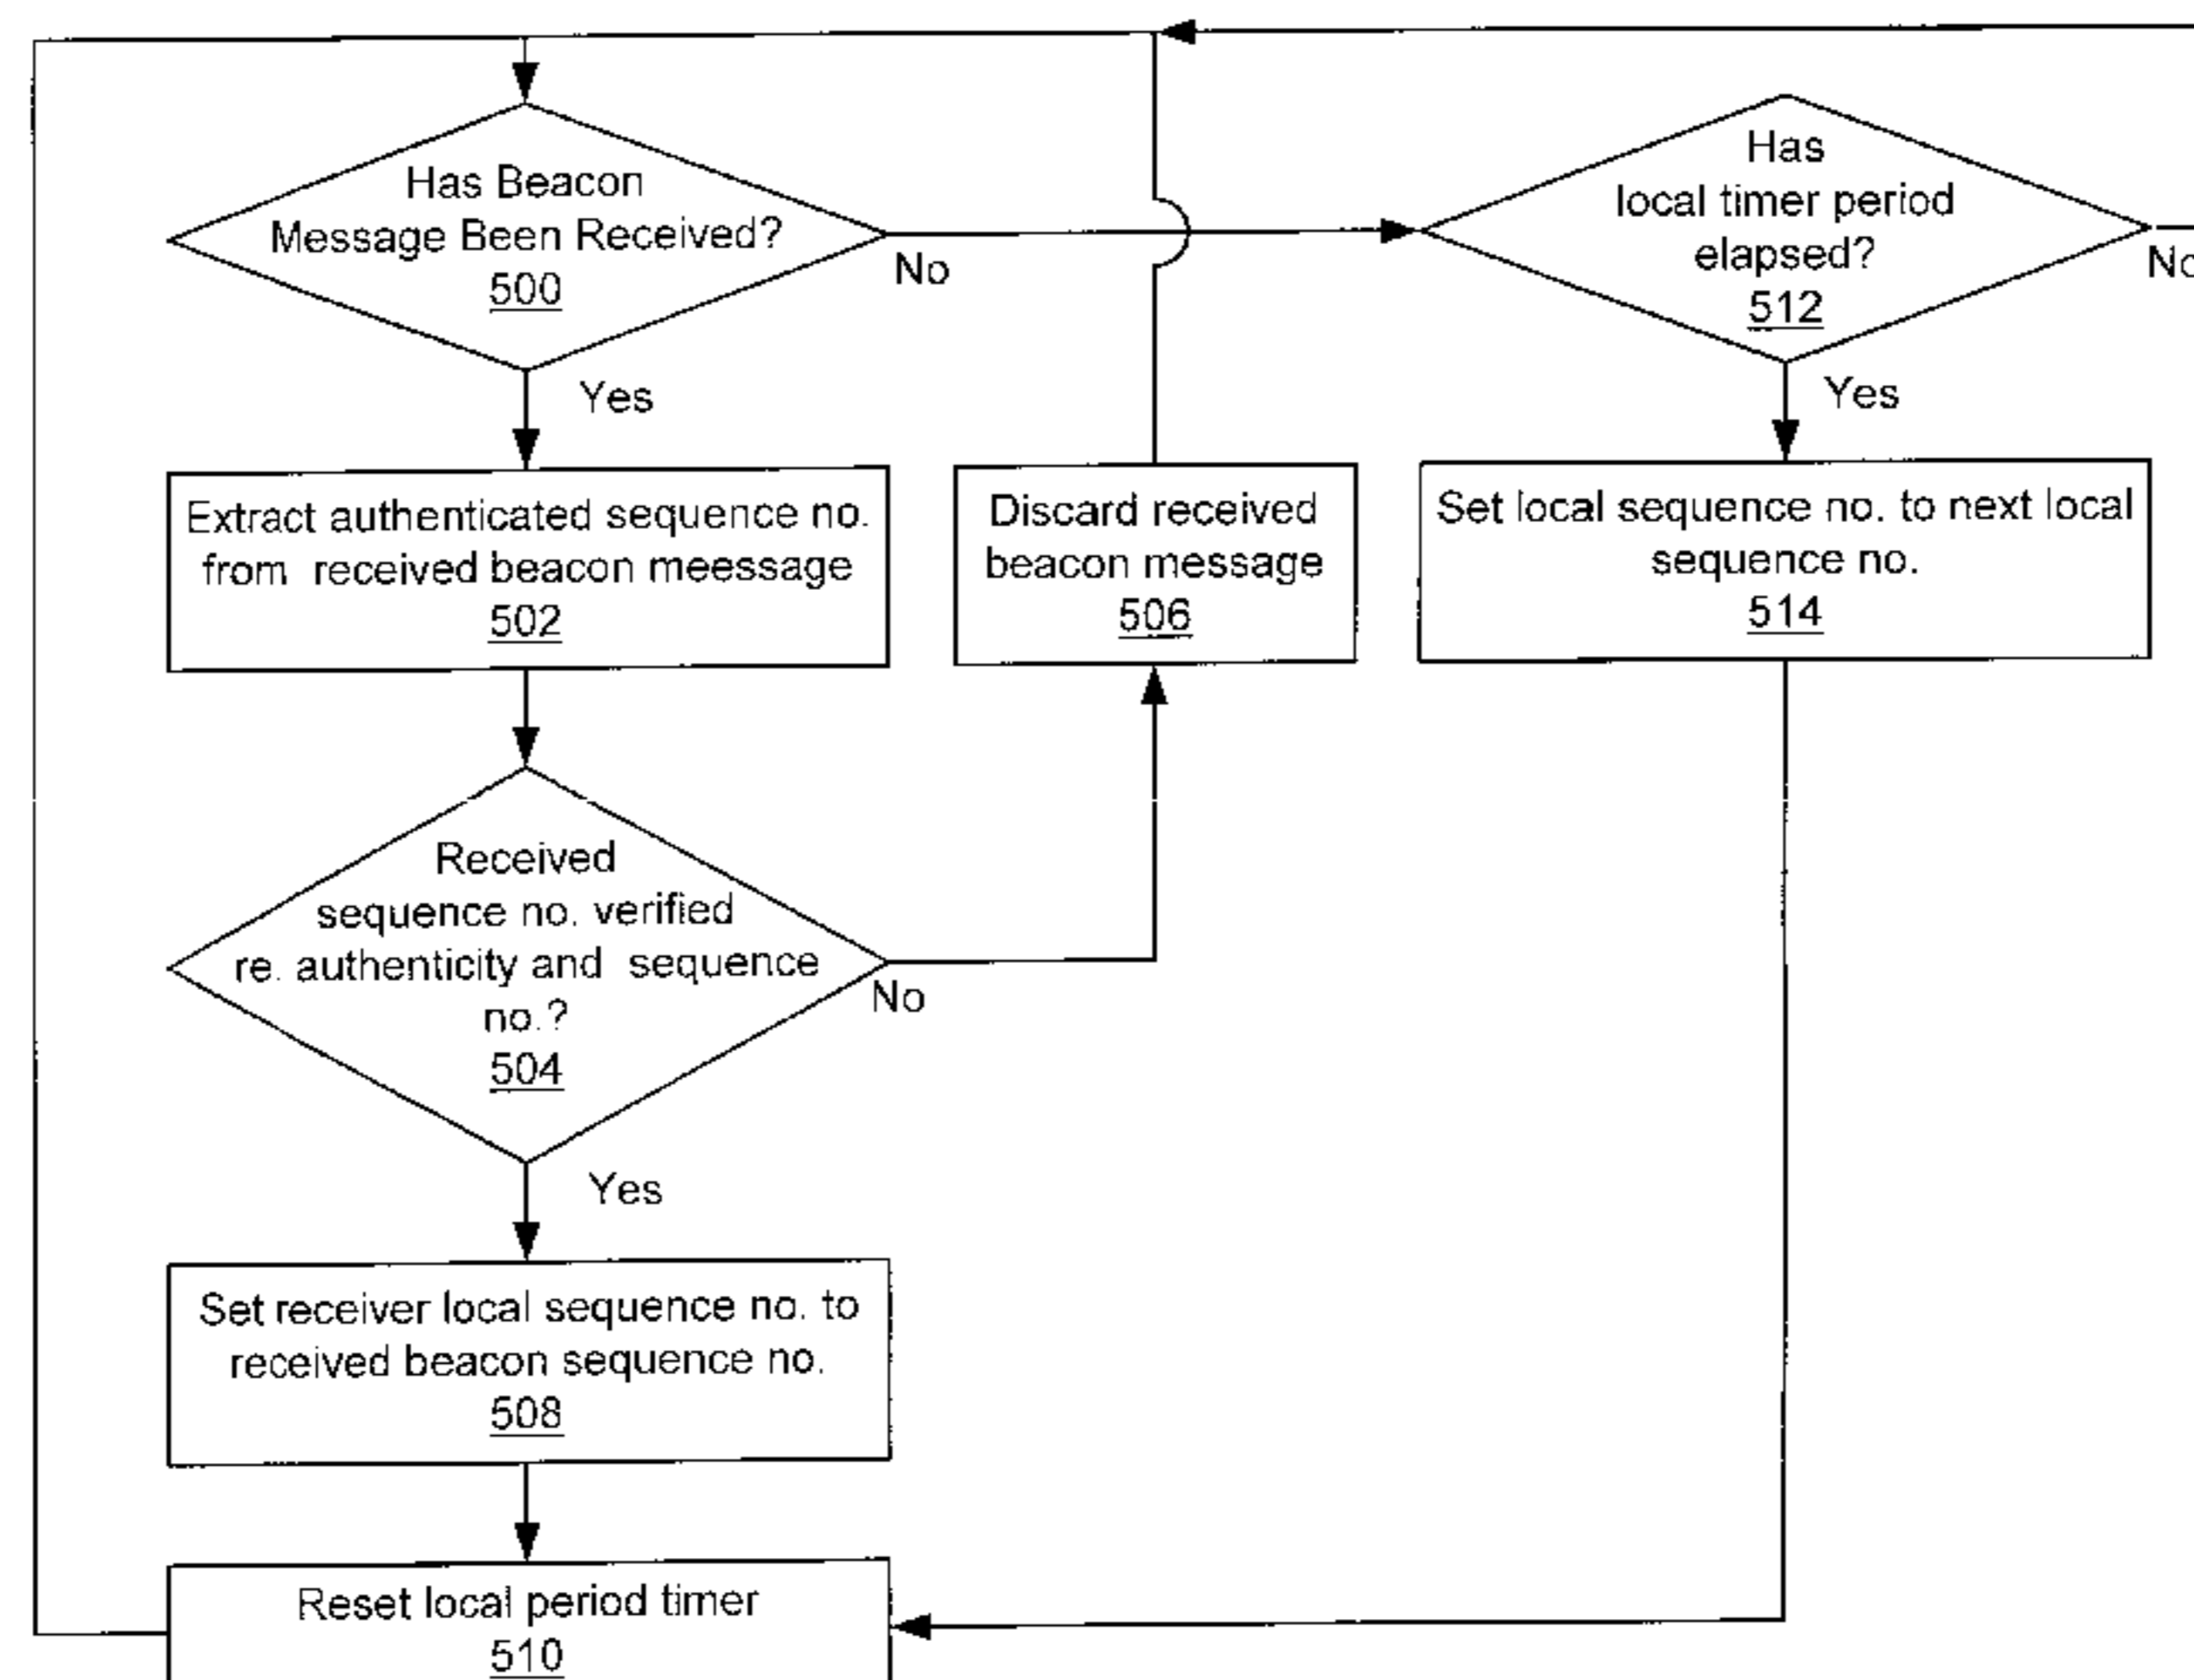 Has Beacon
Message Been Received?
500
No
Yes
Has
local timer period
elapsed?
512
No
Yes
Extract authenticated sequence no.
from received beacon meessage
502
Discard received
beacon message
506
Set local sequence no. to next local
sequence no.
514
Received
sequence no. verified
re. authenticity and sequence
no.?
504
No
Yes
Set receiver local sequence no. to
received beacon sequence no.
508
Reset local period timer
510